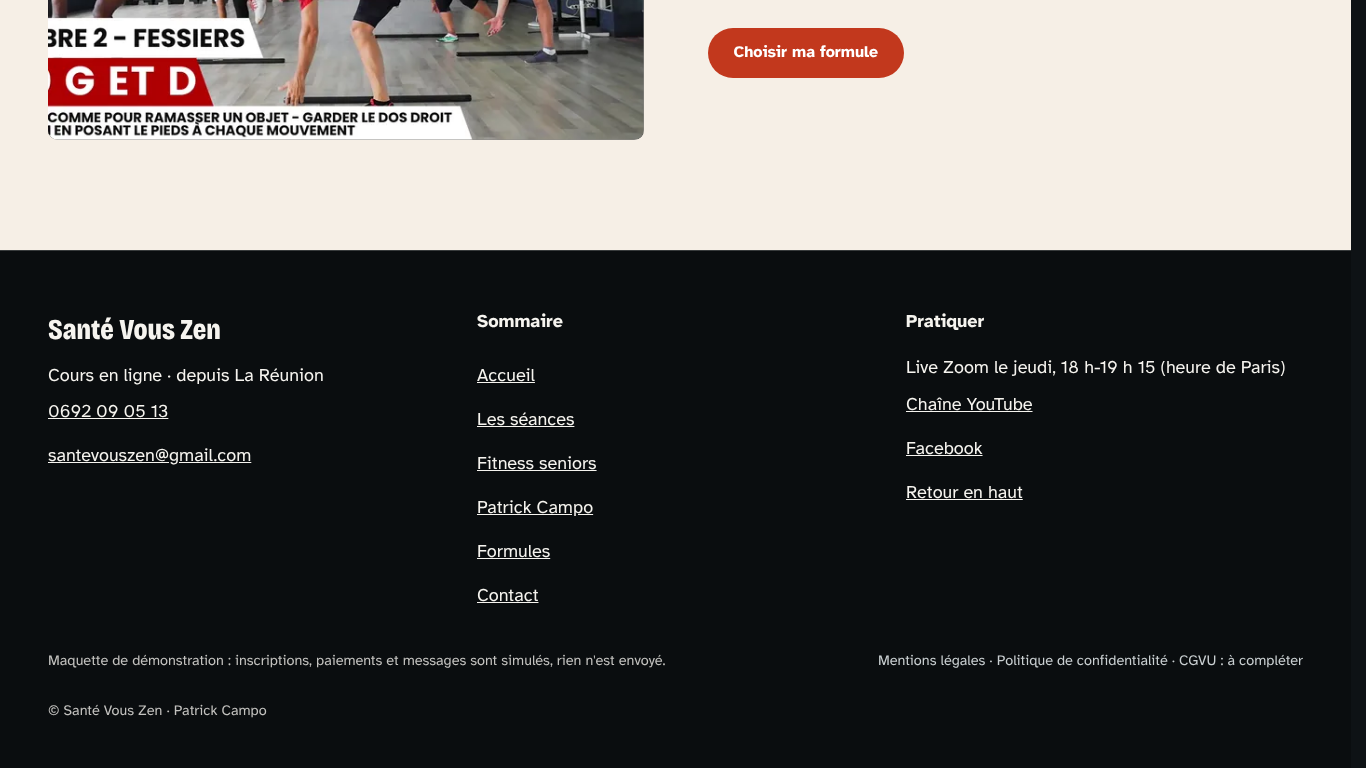 BRE 2 – FESSIERS
G ET D
COMME POUR RAMASSER UN OBJET – GARDER LE DOS DROIT
EN POSANT LE PIEDS À CHAQUE MOUVEMENT
Choisir ma formule
Santé Vous Zen
Cours en ligne · depuis La Réunion
0692 09 05 13
santevouszen@gmail.com
Sommaire
Accueil
Les séances
Fitness seniors
Patrick Campo
Formules
Contact
Pratiquer
Live Zoom le jeudi, 18 h-19 h 15 (heure de Paris)
Chaîne YouTube
Facebook
Retour en haut
Maquette de démonstration : inscriptions, paiements et messages sont simulés, rien n'est envoyé.
Mentions légales · Politique de confidentialité · CGVU : à compléter
© Santé Vous Zen · Patrick Campo